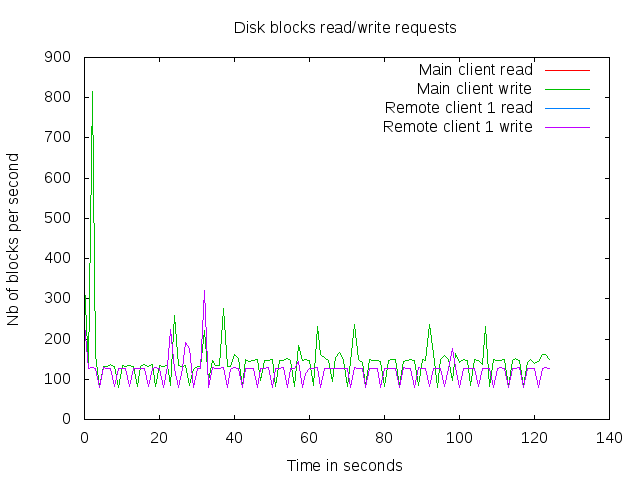 Disk blocks read/write requests
900
800
700
600
500
400
300
200
100
0
Nb of blocks per second
Main client read
Main client write
Remote client 1 read
Remote client 1 write
0 20 40 60 80 100 120 140
Time in seconds